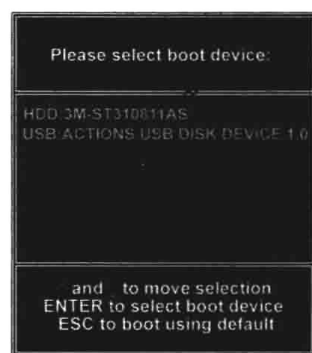 Please select boot device:
HDD:3M-ST310811AS
USB:ACTIONS USB DISK DEVICE 1.0
and to move selection
ENTER to select boot device
ESC to boot using default